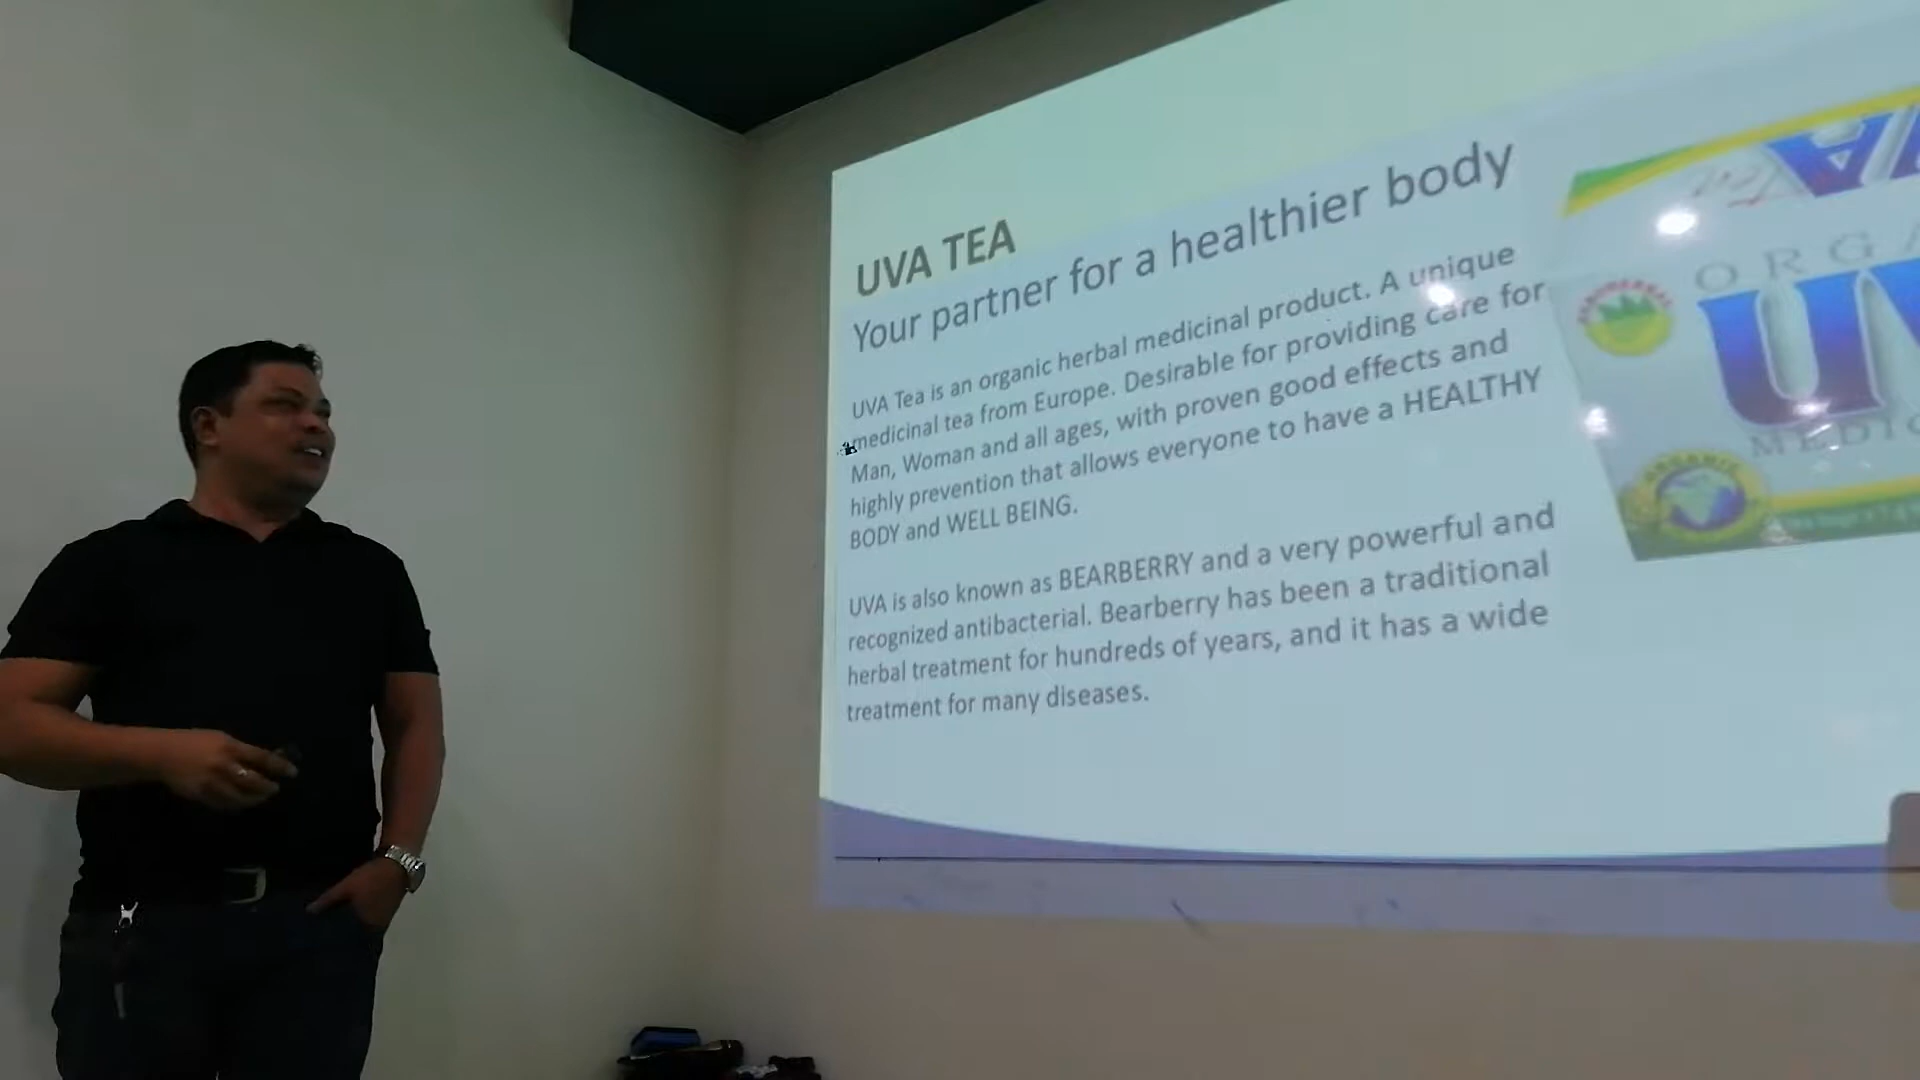 UVA TEA
Your partner for a healthier body
UVA Tea is an organic herbal medicinal product. A unique
medicinal tea from Europe. Desirable for providing care for
Man, Woman and all ages, with proven good effects and
highly prevention that allows everyone to have a HEALTHY
BODY and WELL BEING.
UVA is also known as BEARBERRY and a very powerful and
recognized antibacterial. Bearberry has been a traditional
herbal treatment for hundreds of years, and it has a wide
treatment for many diseases.
ORGA
UV
MEDIC
ORGANIC